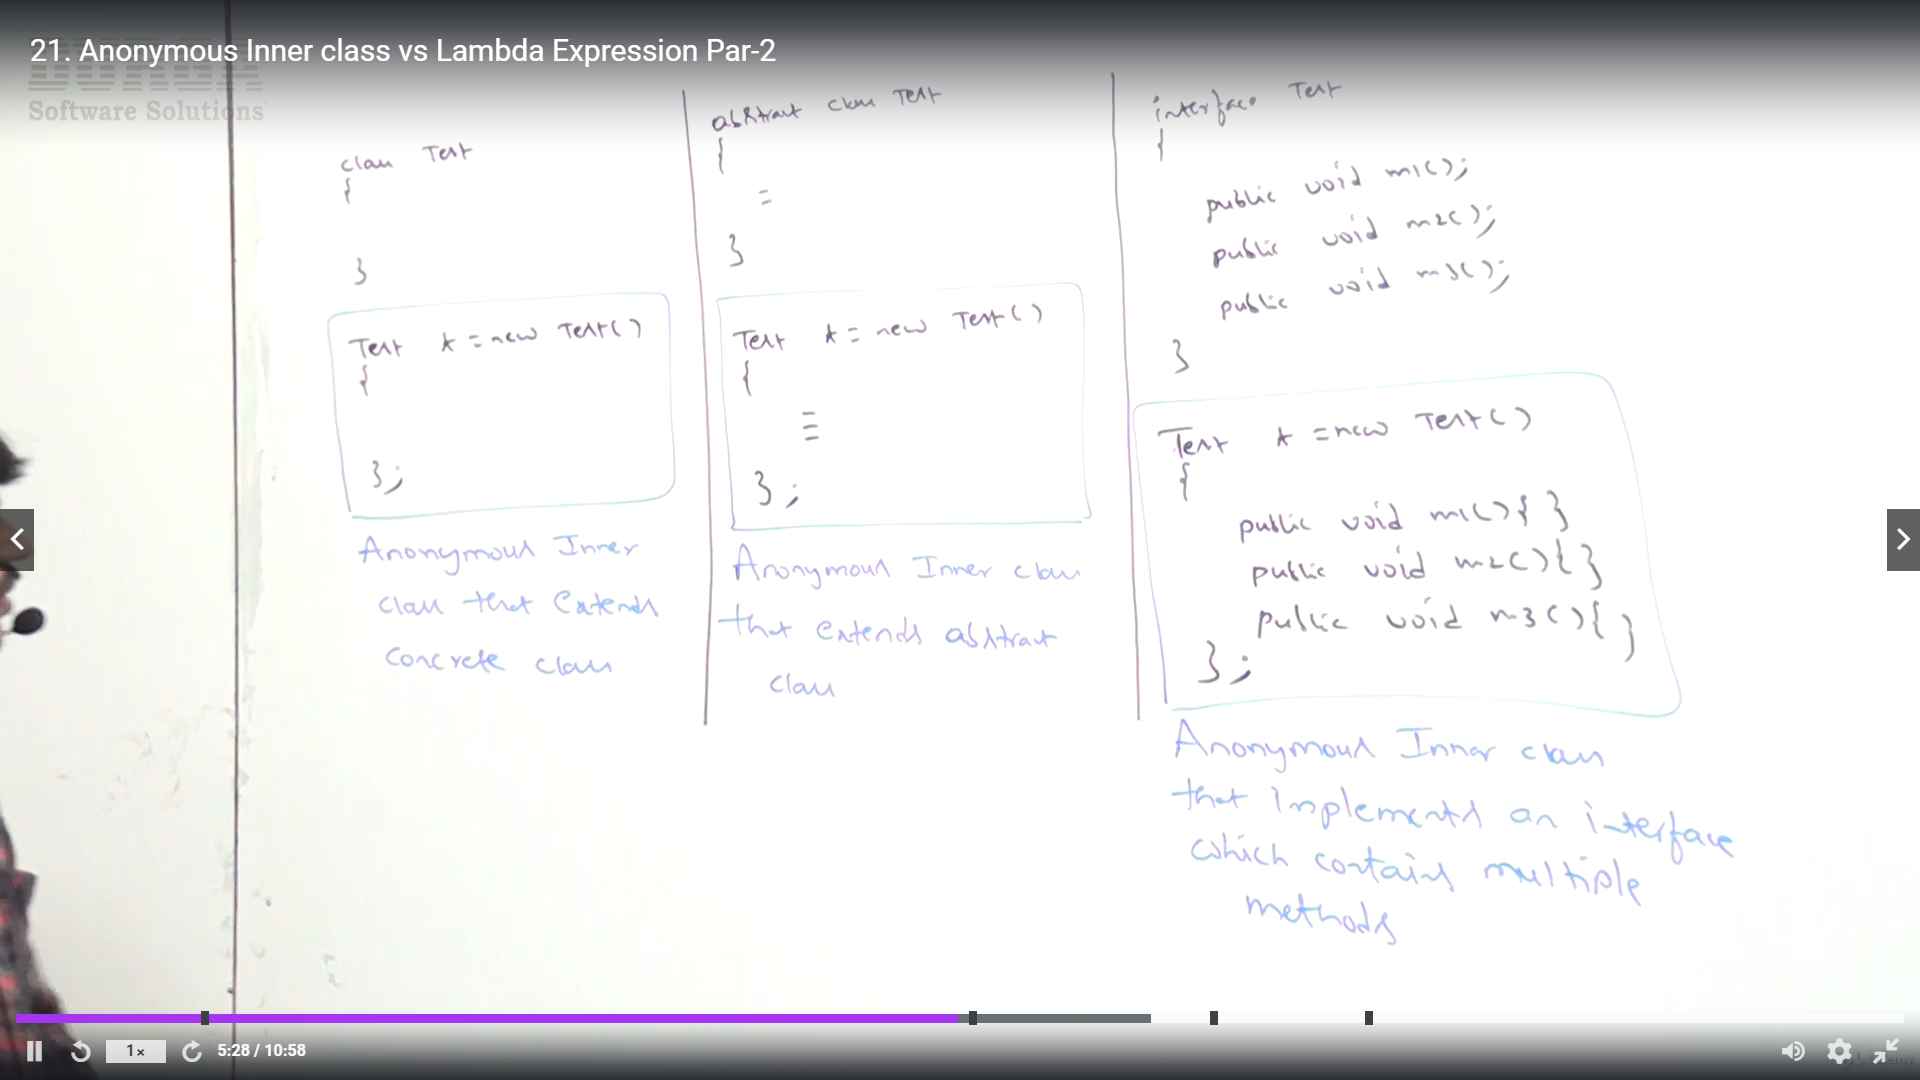 21. Anonymous Inner class vs Lambda Expression Par-2
DURGA
Software Solutions
class Test
{
}
Test t = new Test()
{
};
Anonymous Inner
class that extends
concrete class
abstract class Test
{
}
Test t = new Test()
{
};
Anonymous Inner class
that extends abstract
class
interface Test
{
public void m1();
public void m2();
public void m3();
}
Test t = new Test()
{
public void m1(){ }
public void m2(){ }
public void m3(){ }
};
Anonymous Inner class
that implements an interface
which contains multiple
methods
1×
5:28 / 10:58